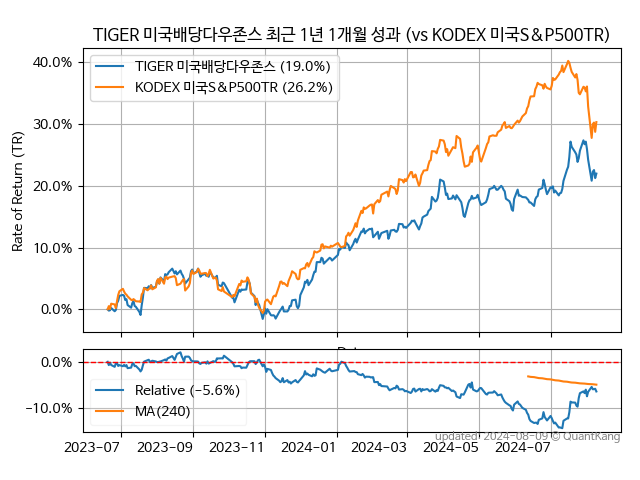 TIGER 미국배당다우존스 최근 1년 1개월 성과 (vs KODEX 미국S&P500TR)
Rate of Return (TR)
40.0%
30.0%
20.0%
10.0%
0.0%
TIGER 미국배당다우존스 (19.0%)
KODEX 미국S&P500TR (26.2%)
0.0%
−10.0%
Relative (−5.6%)
MA(240)
2023-07 2023-09 2023-11 2024-01 2024-03 2024-05 2024-07
updated: 2024-08-09 © QuantKang